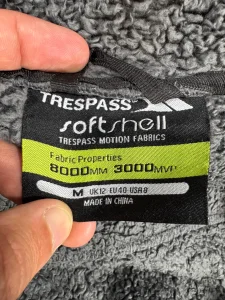 TRESPASS
softshell
TRESPASS MOTION FABRICS
Fabric Properties
8000MM 3000MVP
M UK12-EU40-USA8
MADE IN CHINA